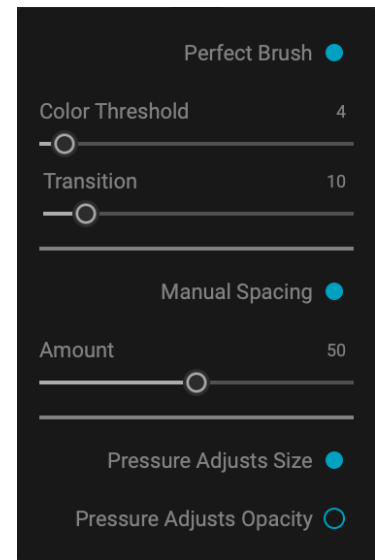 Perfect Brush
Color Threshold 4
Transition 10
Manual Spacing
Amount 50
Pressure Adjusts Size
Pressure Adjusts Opacity